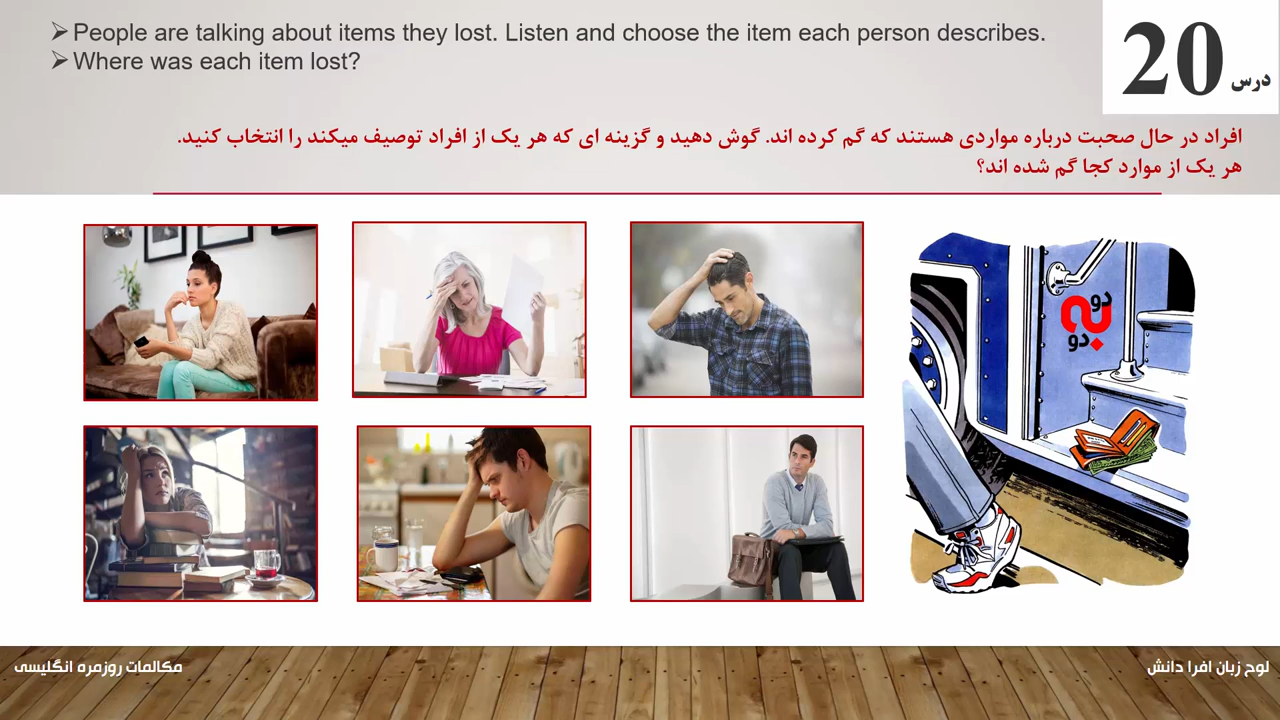 ➢ People are talking about items they lost. Listen and choose the item each person describes.
➢ Where was each item lost?
درس 20
افراد در حال صحبت درباره مواردی هستند که گم کرده اند. گوش دهید و گزینه ای که هر یک از افراد توصیف میکند را انتخاب کنید.
هر یک از موارد کجا گم شده اند؟
دو
به
دو
مکالمات روزمره انگلیسی
لوح زبان افرا دانش